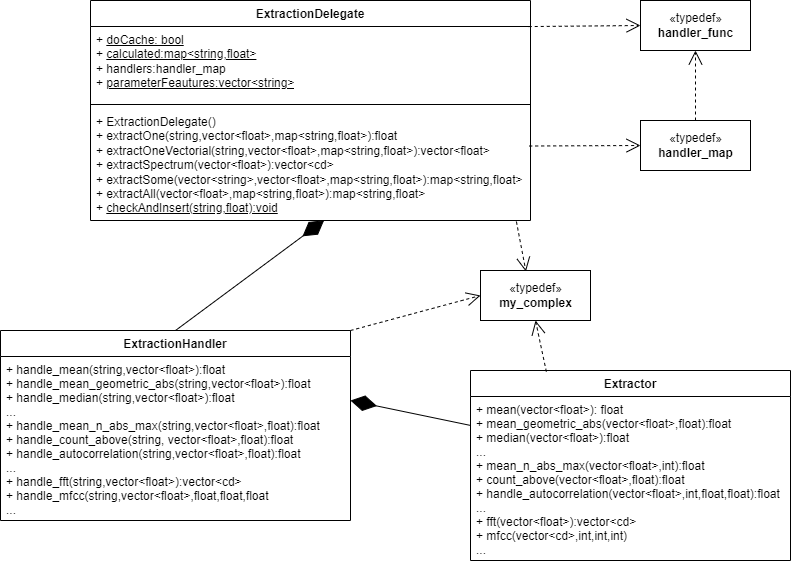 ExtractionDelegate
+ doCache: bool
+ calculated:map<string,float>
+ handlers:handler_map
+ parameterFeautures:vector<string>
+ ExtractionDelegate()
+ extractOne(string,vector<float>,map<string,float>):float
+ extractOneVectorial(string,vector<float>,map<string,float>):vector<float>
+ extractSpectrum(vector<float>):vector<cd>
+ extractSome(vector<string>,vector<float>,map<string,float>):map<string,float>
+ extractAll(vector<float>,map<string,float>):map<string,float>
+ checkAndInsert(string,float):void
«typedef»
handler_func
«typedef»
handler_map
«typedef»
my_complex
ExtractionHandler
+ handle_mean(string,vector<float>):float
+ handle_mean_geometric_abs(string,vector<float>):float
+ handle_median(string,vector<float>):float
...
+ handle_mean_n_abs_max(string,vector<float>,float):float
+ handle_count_above(string, vector<float>,float):float
+ handle_autocorrelation(string,vector<float>,float):float
...
+ handle_fft(string,vector<float>):vector<cd>
+ handle_mfcc(string,vector<float>,float,float,float
...
Extractor
+ mean(vector<float>): float
+ mean_geometric_abs(vector<float>,float):float
+ median(vector<float>):float
...
+ mean_n_abs_max(vector<float>,int):float
+ count_above(vector<float>,float):float
+ handle_autocorrelation(vector<float>,int,float,float):float
...
+ fft(vector<float>):vector<cd>
+ mfcc(vector<cd>,int,int,int)
...